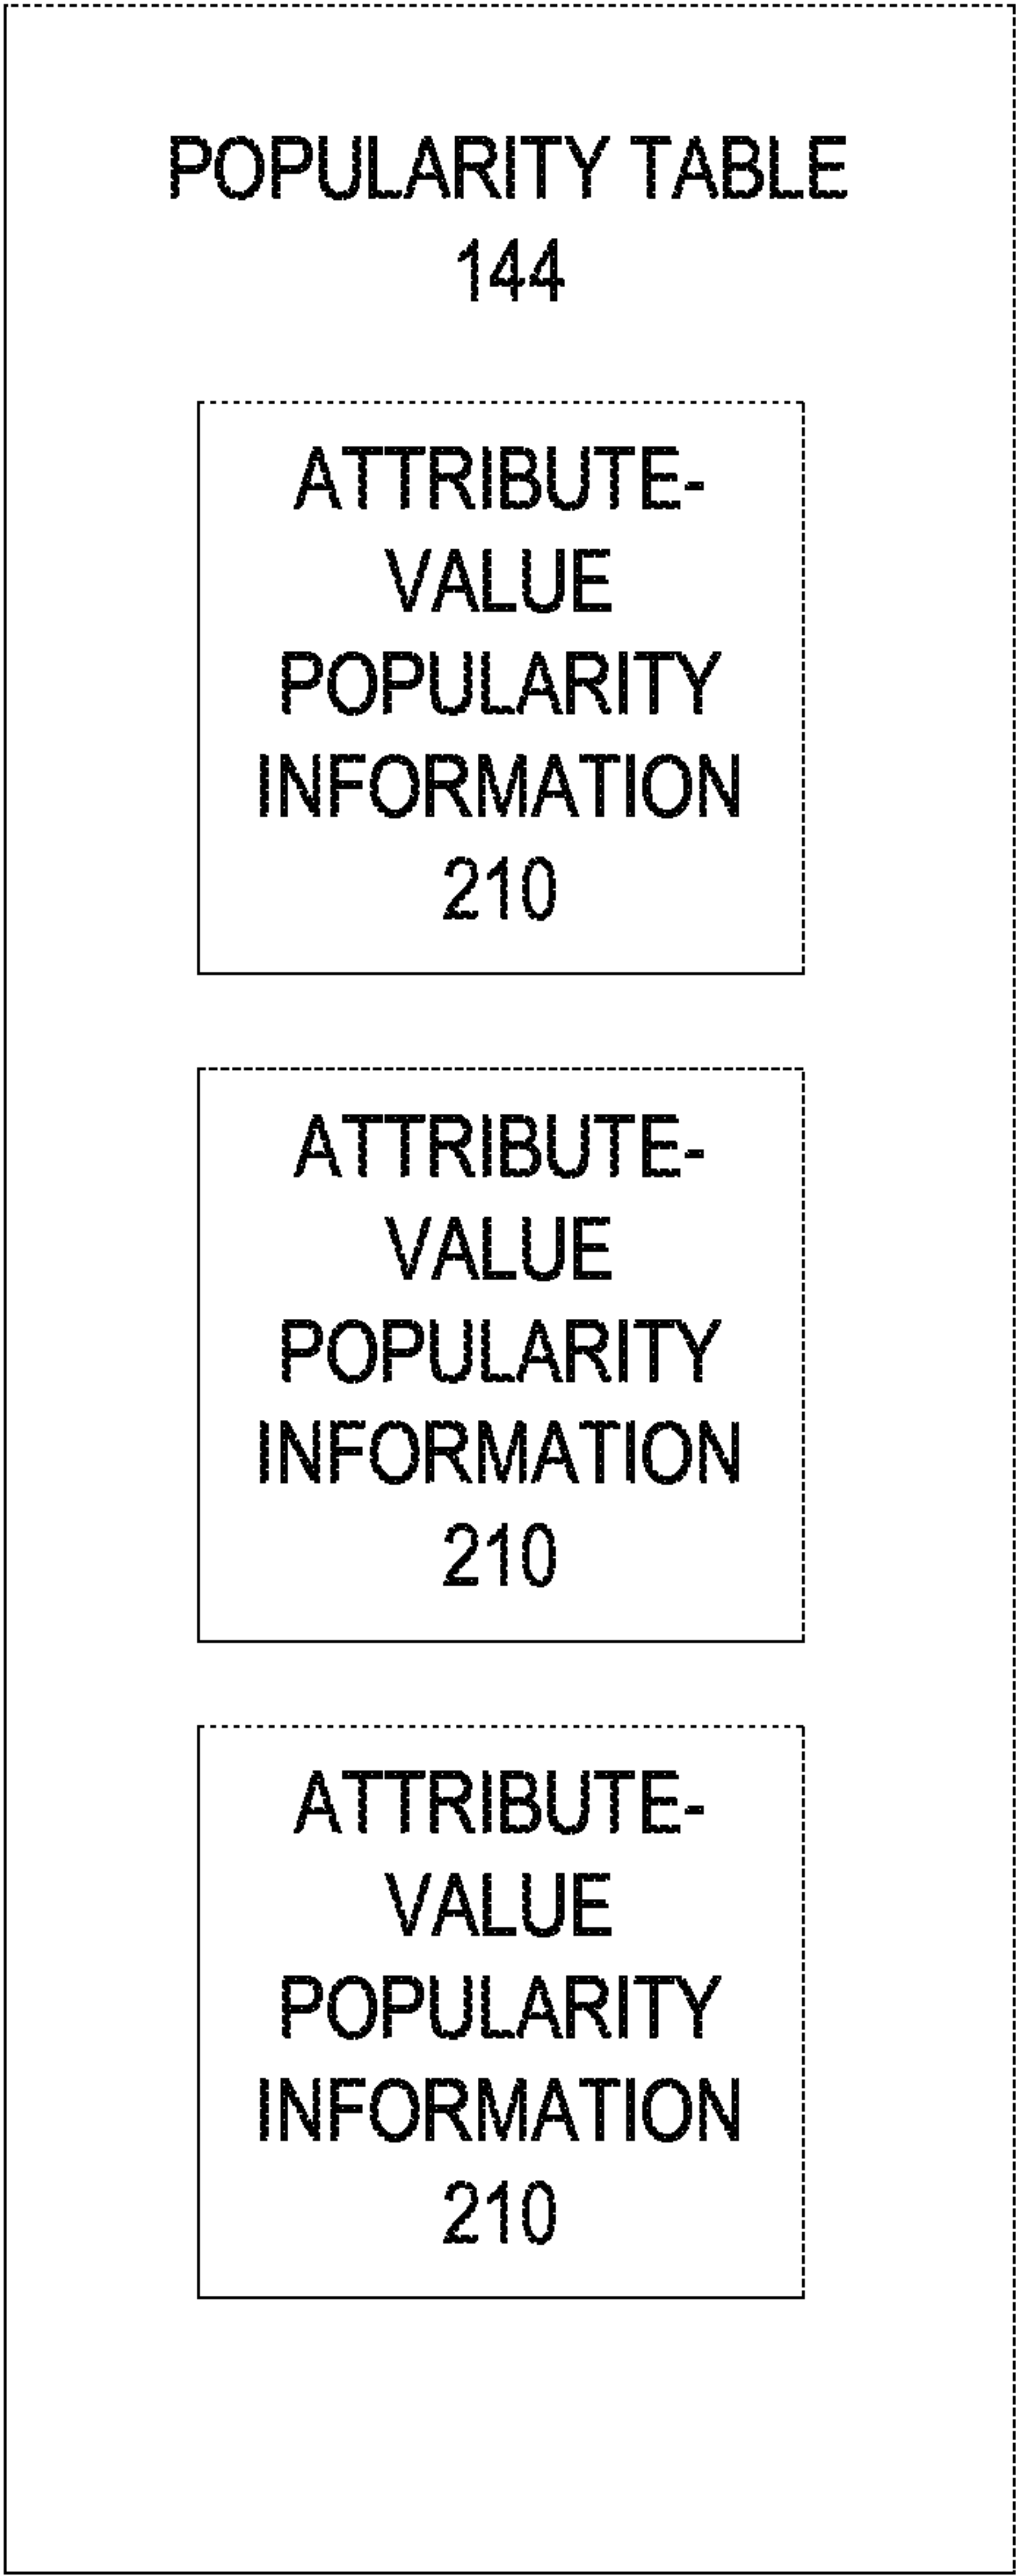 POPULARITY TABLE
144
ATTRIBUTE-
VALUE
POPULARITY
INFORMATION
210
ATTRIBUTE-
VALUE
POPULARITY
INFORMATION
210
ATTRIBUTE-
VALUE
POPULARITY
INFORMATION
210